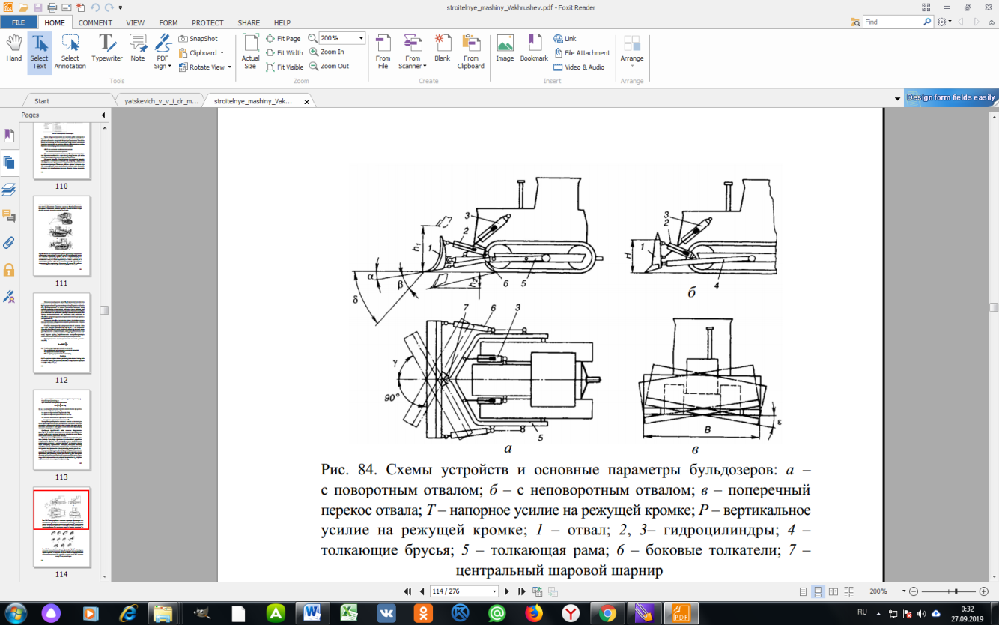 stroitelnye_mashiny_Vakhrushev.pdf - Foxit Reader
FILE HOME COMMENT VIEW FORM PROTECT SHARE HELP
Find
Hand
Select Text
Select Annotation
Typewriter
Note
PDF Sign
SnapShot
Clipboard
Rotate View
Tools
Actual Size
Fit Page
Fit Width
Fit Visible
200%
Zoom In
Zoom Out
Zoom
From File
From Scanner
Blank
From Clipboard
Create
Image
Bookmark
Link
File Attachment
Video & Audio
Insert
Arrange
Arrange
Start
yatskevich_v_v_i_dr_m...
stroitelnye_mashiny_Vak...
Design form fields easily
Pages
110
111
112
113
114
3
2
1
h₁
α
β
δ
h₂
6
5
3
2
1
H
4
б
7
6
3
γ
90°
5
а
B
ε
в
Рис. 84. Схемы устройств и основные параметры бульдозеров: а –
с поворотным отвалом; б – с неповоротным отвалом; в – поперечный
перекос отвала; Т – напорное усилие на режущей кромке; Р – вертикальное
усилие на режущей кромке; 1 – отвал; 2, 3– гидроцилиндры; 4 –
толкающие брусья; 5 – толкающая рама; 6 – боковые толкатели; 7 –
центральный шаровой шарнир
114 / 276
200%
RU
0:32
27.09.2019